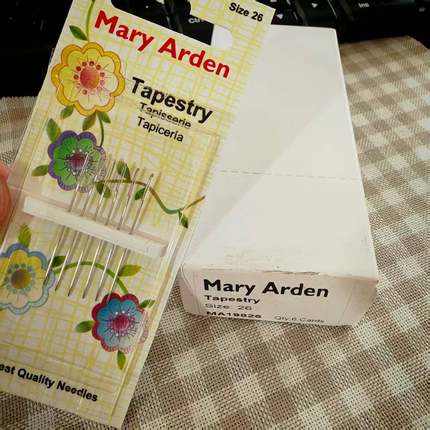 Size 26
Mary Arden
Tapestry
Tapisserie
Tapiceria
est Quality Needles
Mary Arden
Tapestry
Size 26
MA19826 Qty:6 Cards